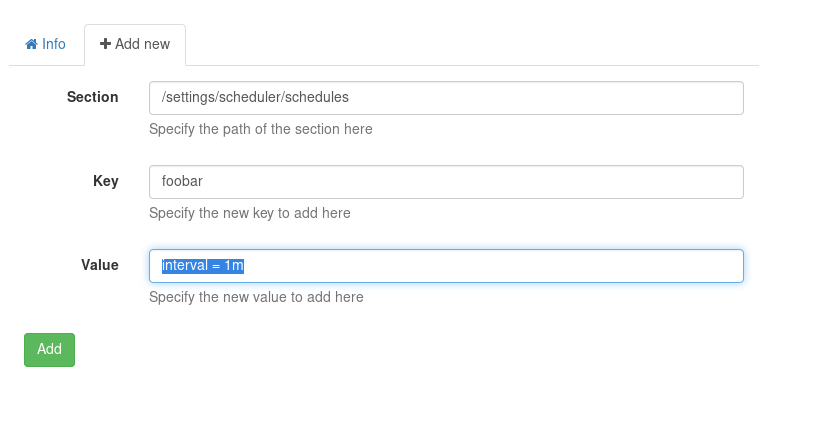 Info
Add new
Section
/settings/scheduler/schedules
Specify the path of the section here
Key
foobar
Specify the new key to add here
Value
interval = 1m
Specify the new value to add here
Add